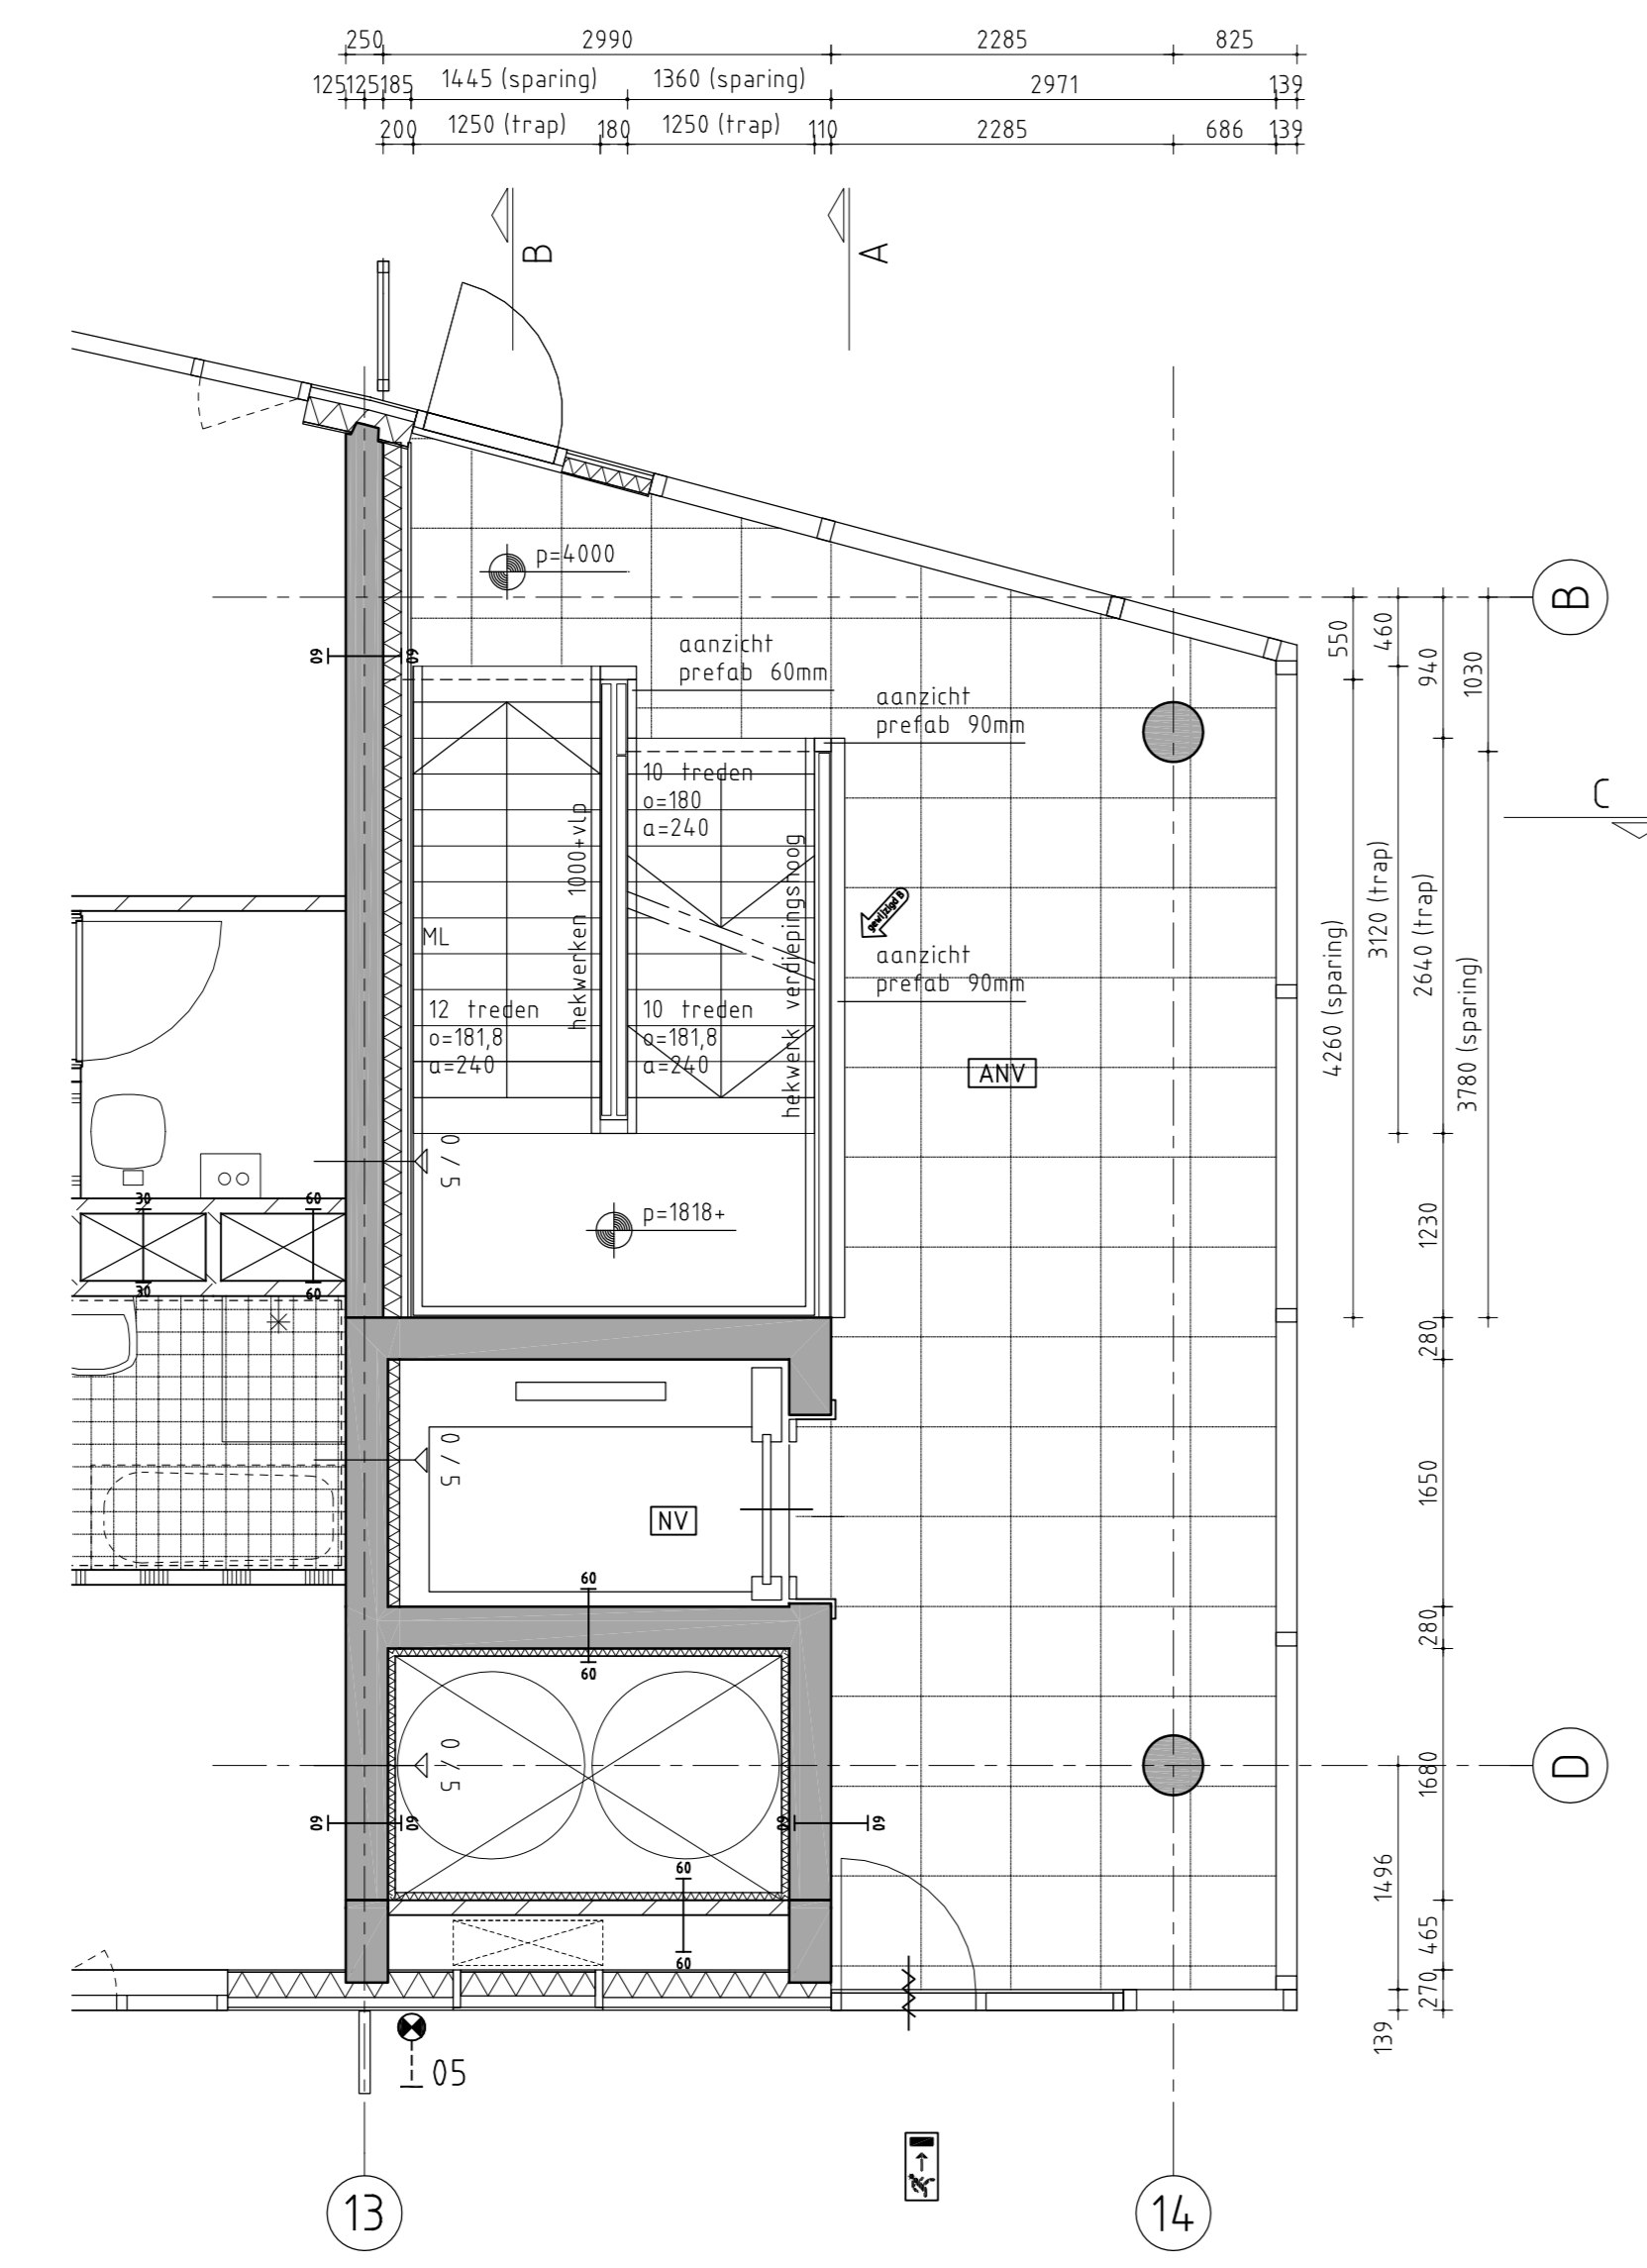 250 2990 2285 825
125 125 185 1445 (sparing) 1360 (sparing) 2971 139
200 1250 (trap) 180 1250 (trap) 110 2285 686 139
B
A
p=4000
B
550
460
940
1030
60 60
aanzicht
prefab 60mm
aanzicht
prefab 90mm
C
10 treden
o=180
a=240
hekwenken 1000+vlp
hekwerk verdiepingshoog
gewijzigd B
ML
aanzicht
prefab 90mm
12 treden
o=181,8
a=240
10 treden
o=181,8
a=240
ANV
4260 (sparing)
3120 (trap)
2640 (trap)
3780 (sparing)
0 / 5
30
60
p=1818+
30
60
1230
280
0 / 5
1650
NV
60
60
280
0 / 5
D
1680
60 60
60 60
60
60
1496
465
270
139
05
13
14